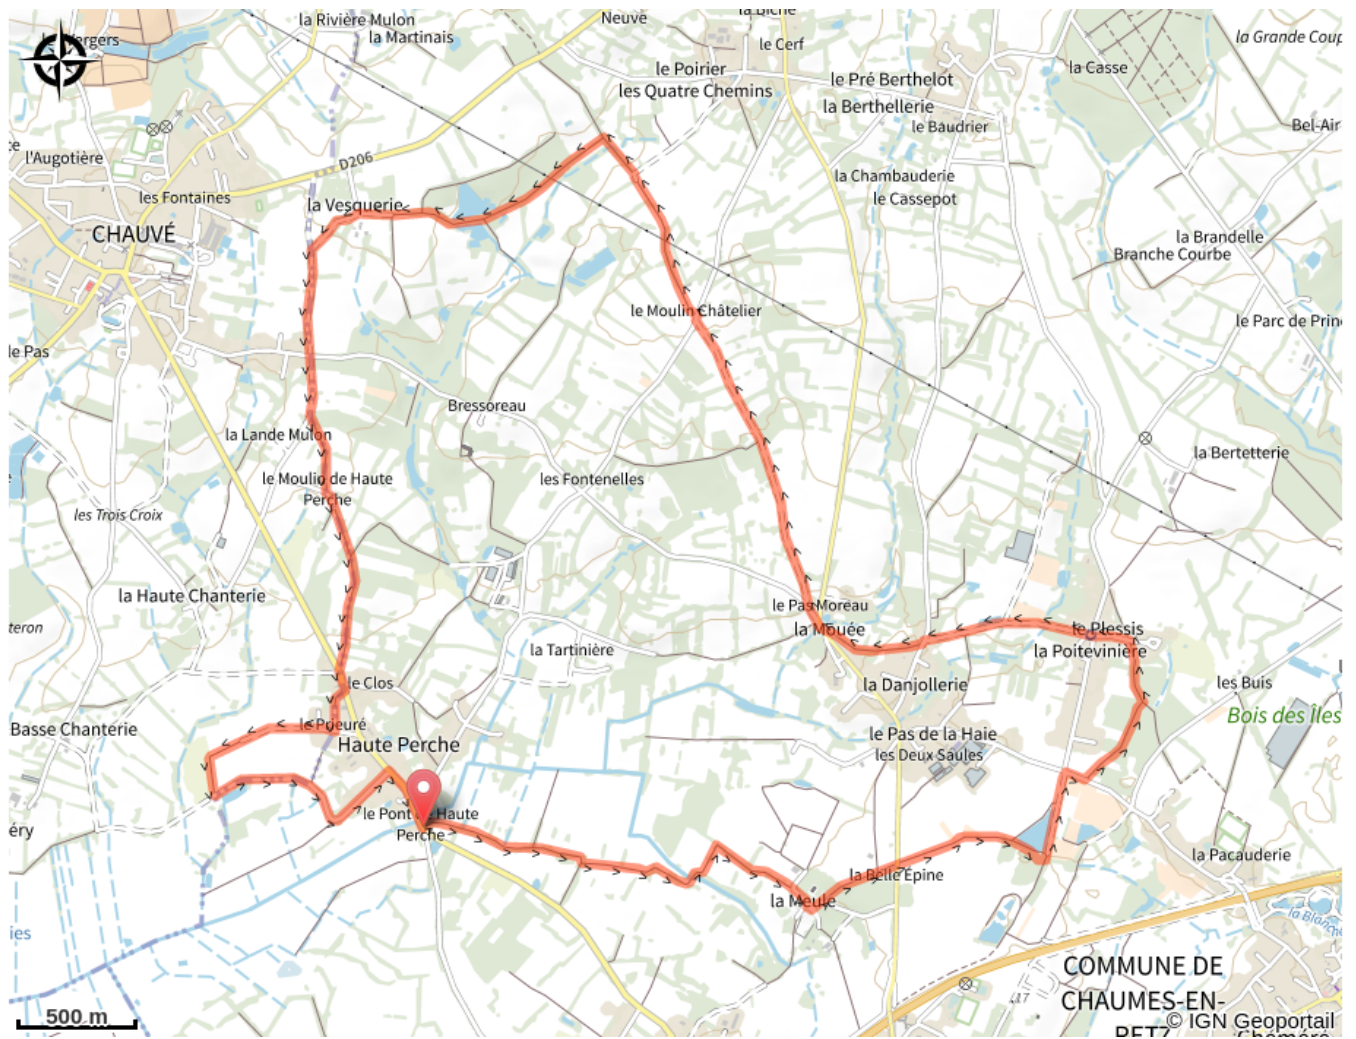 la Rivière Mulon
la Martinais
Neuve
le Cerf
le Poirier
les Quatre Chemins
le Pré Berthelot
la Berthellerie
le Baudrier
la Casse
la Grande
Bel-Air
l'Augotière
les Fontaines
D206
la Vesquerie
CHAUVÉ
la Chambauderie
le Cassepot
la Brandelle
Branche Courbe
le Moulin Châtelier
le Parc de
le Pas
Bressoreau
la Lande Mulon
le Moulin de Haute
Perche
les Fontenelles
la Bertetterie
les Trois Croix
la Haute Chanterie
le Pas Moreau
la Mouée
le Plessis
la Poitevinière
la Tartinière
le Clos
la Danjollerie
les Buis
Bois des Îles
Basse Chanterie
le Prieuré
Haute Perche
le Pas de la Haie
les Deux Saules
le Pont de Haute
Perche
la Pacauderie
la Belle Épine
la Meule
COMMUNE DE
CHAUMES-EN-
RETZ
500 m
© IGN Geoportail